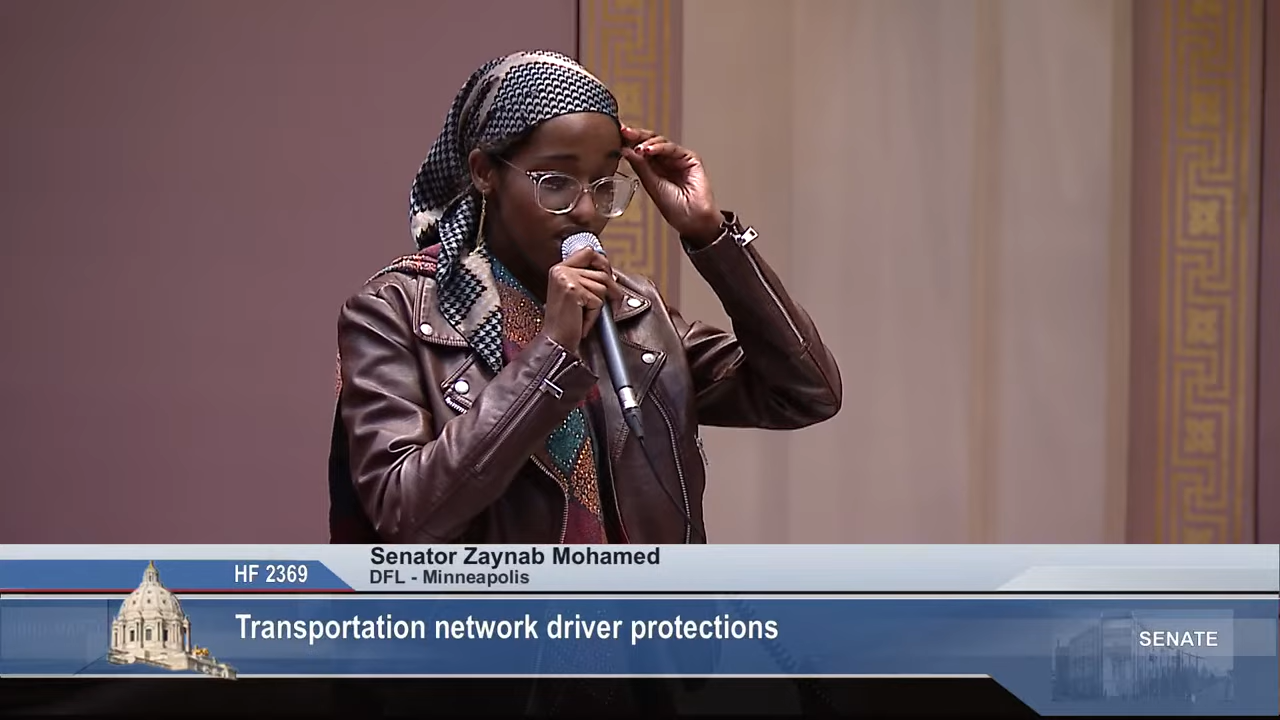 Senator Zaynab Mohamed
HF 2369
DFL - Minneapolis
Transportation network driver protections
SENATE